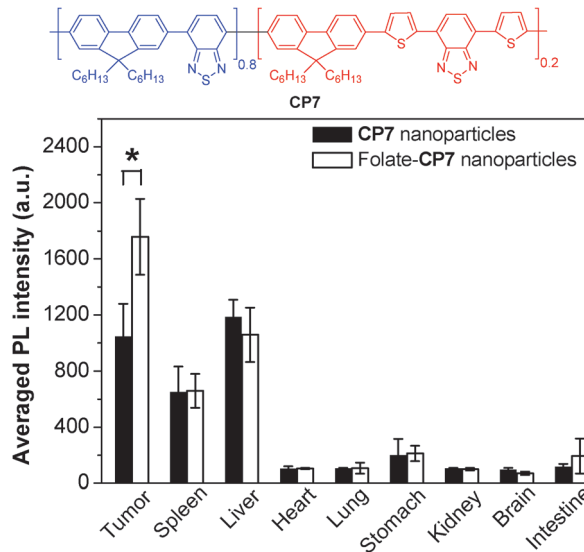 C6H13 C6H13 N S N 0.8 C6H13 C6H13 S N S N S 0.2
CP7
Averaged PL intensity (a.u.)
2400
2000
1600
1200
800
400
0
*
CP7 nanoparticles
Folate-CP7 nanoparticles
Tumor
Spleen
Liver
Heart
Lung
Stomach
Kidney
Brain
Intestine